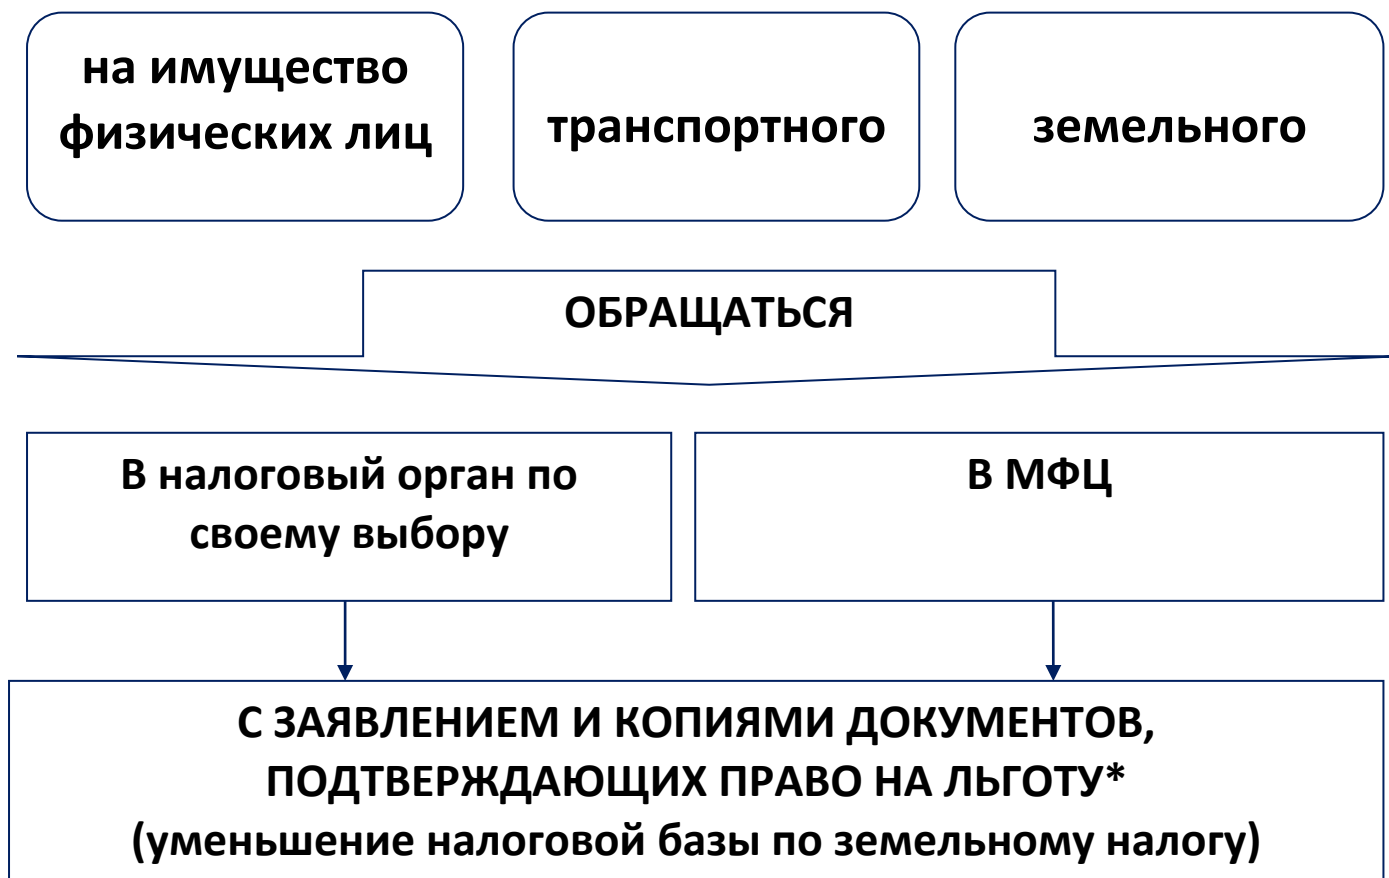 на имущество
физических лиц
транспортного
земельного
ОБРАЩАТЬСЯ
В налоговый орган по
своему выбору
В МФЦ
С ЗАЯВЛЕНИЕМ И КОПИЯМИ ДОКУМЕНТОВ,
ПОДТВЕРЖДАЮЩИХ ПРАВО НА ЛЬГОТУ*
(уменьшение налоговой базы по земельному налогу)